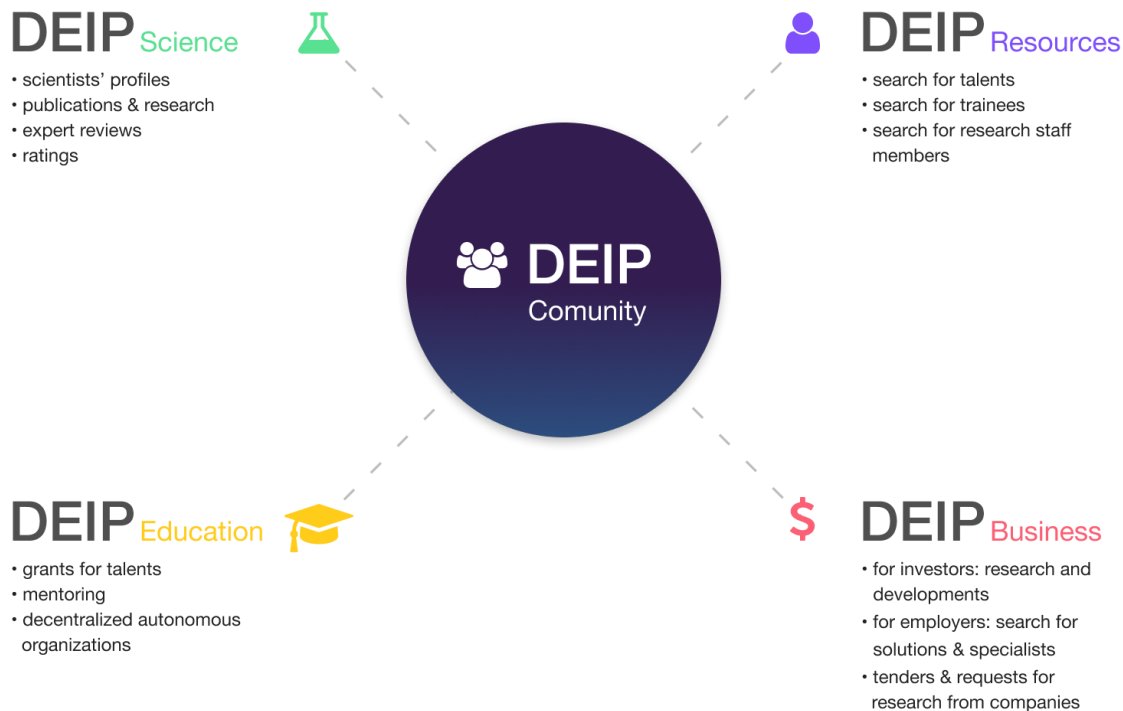 DEIP Science
• scientists’ profiles
• publications & research
• expert reviews
• ratings
DEIP Resources
• search for talents
• search for trainees
• search for research staff
members
DEIP
Comunity
DEIP Education
• grants for talents
• mentoring
• decentralized autonomous
organizations
$
DEIP Business
• for investors: research and
developments
• for employers: search for
solutions & specialists
• tenders & requests for
research from companies